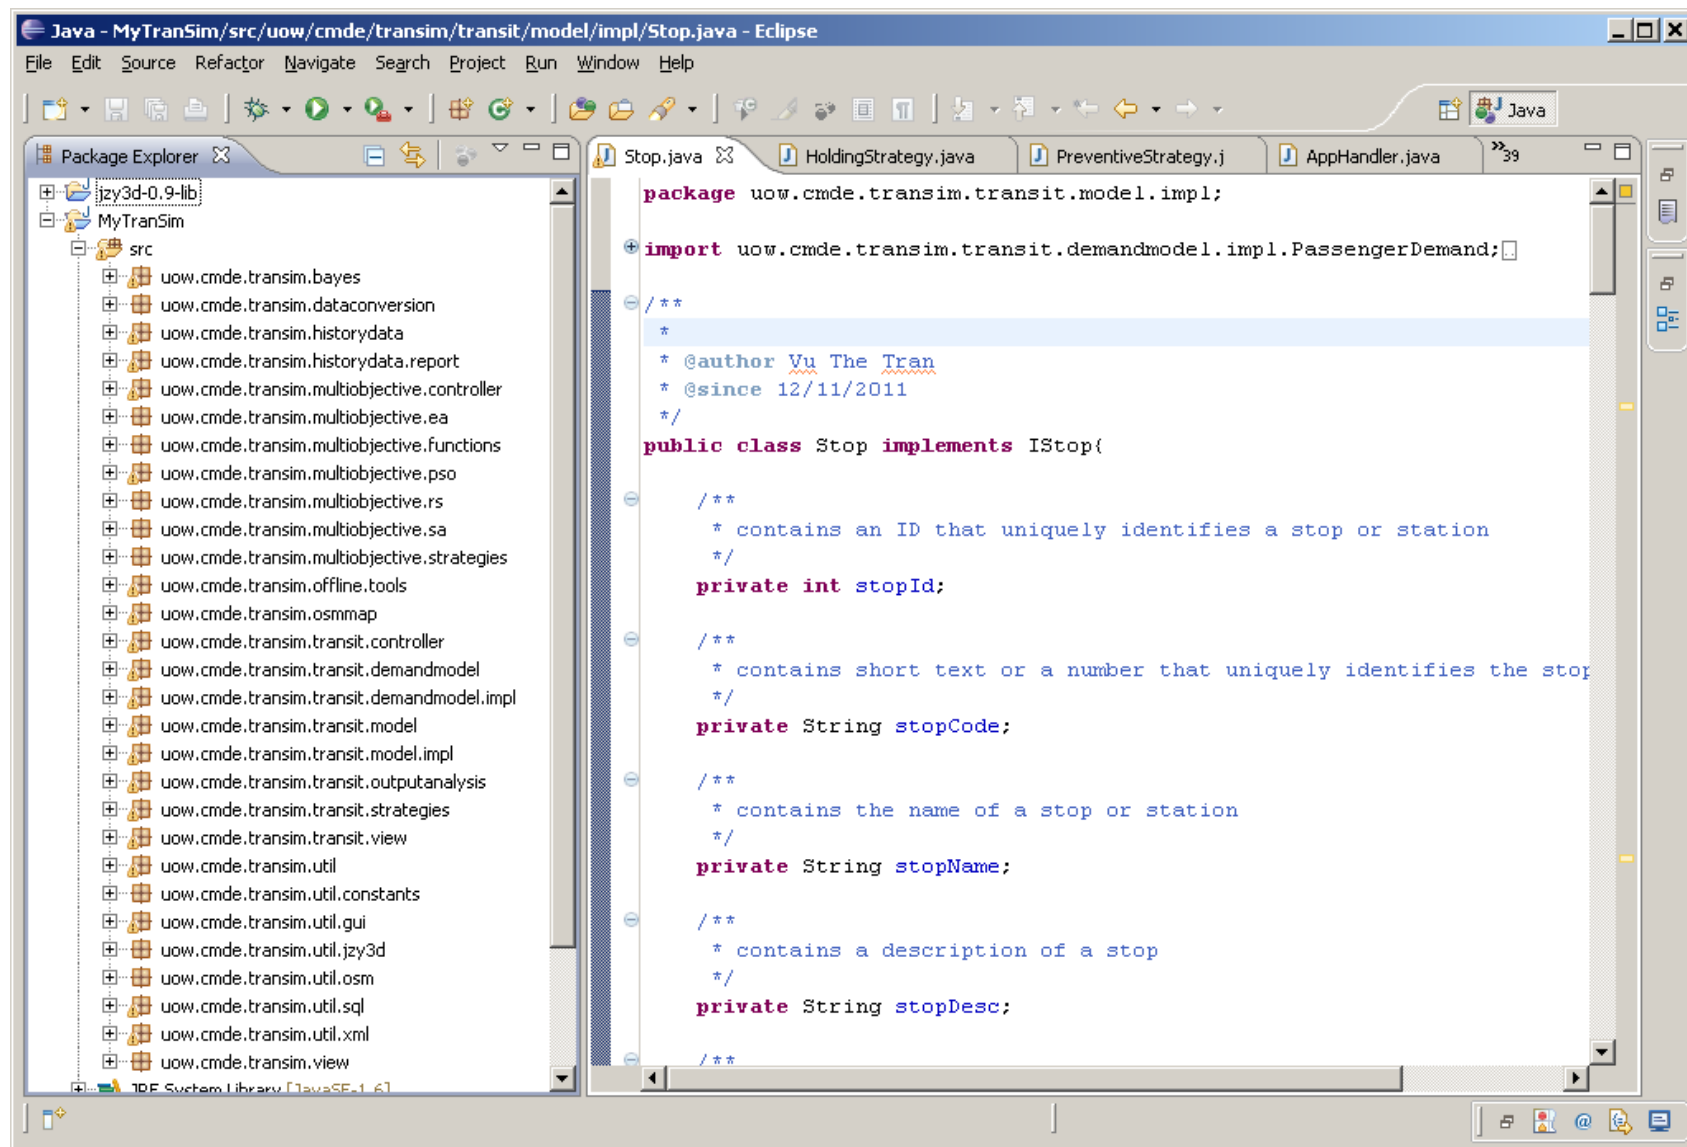 Java - MyTranSim/src/uow/cmde/transim/transit/model/impl/Stop.java - Eclipse
File Edit Source Refactor Navigate Search Project Run Window Help
Java
Package Explorer
jzy3d-0.9-lib
MyTranSim
src
uow.cmde.transim.bayes
uow.cmde.transim.dataconversion
uow.cmde.transim.historydata
uow.cmde.transim.historydata.report
uow.cmde.transim.multiobjective.controller
uow.cmde.transim.multiobjective.ea
uow.cmde.transim.multiobjective.functions
uow.cmde.transim.multiobjective.pso
uow.cmde.transim.multiobjective.rs
uow.cmde.transim.multiobjective.sa
uow.cmde.transim.multiobjective.strategies
uow.cmde.transim.offline.tools
uow.cmde.transim.osmmap
uow.cmde.transim.transit.controller
uow.cmde.transim.transit.demandmodel
uow.cmde.transim.transit.demandmodel.impl
uow.cmde.transim.transit.model
uow.cmde.transim.transit.model.impl
uow.cmde.transim.transit.outputanalysis
uow.cmde.transim.transit.strategies
uow.cmde.transim.transit.view
uow.cmde.transim.util
uow.cmde.transim.util.constants
uow.cmde.transim.util.gui
uow.cmde.transim.util.jzy3d
uow.cmde.transim.util.osm
uow.cmde.transim.util.sql
uow.cmde.transim.util.xml
uow.cmde.transim.view
JRE System Library [JavaSE-1.6]
Stop.java HoldingStrategy.java PreventiveStrategy.j AppHandler.java »39
package uow.cmde.transim.transit.model.impl;
import uow.cmde.transim.transit.demandmodel.impl.PassengerDemand;
/**
*
* @author Vu The Tran
* @since 12/11/2011
*/
public class Stop implements IStop{
/**
* contains an ID that uniquely identifies a stop or station
*/
private int stopId;
/**
* contains short text or a number that uniquely identifies the stop
*/
private String stopCode;
/**
* contains the name of a stop or station
*/
private String stopName;
/**
* contains a description of a stop
*/
private String stopDesc;
/**